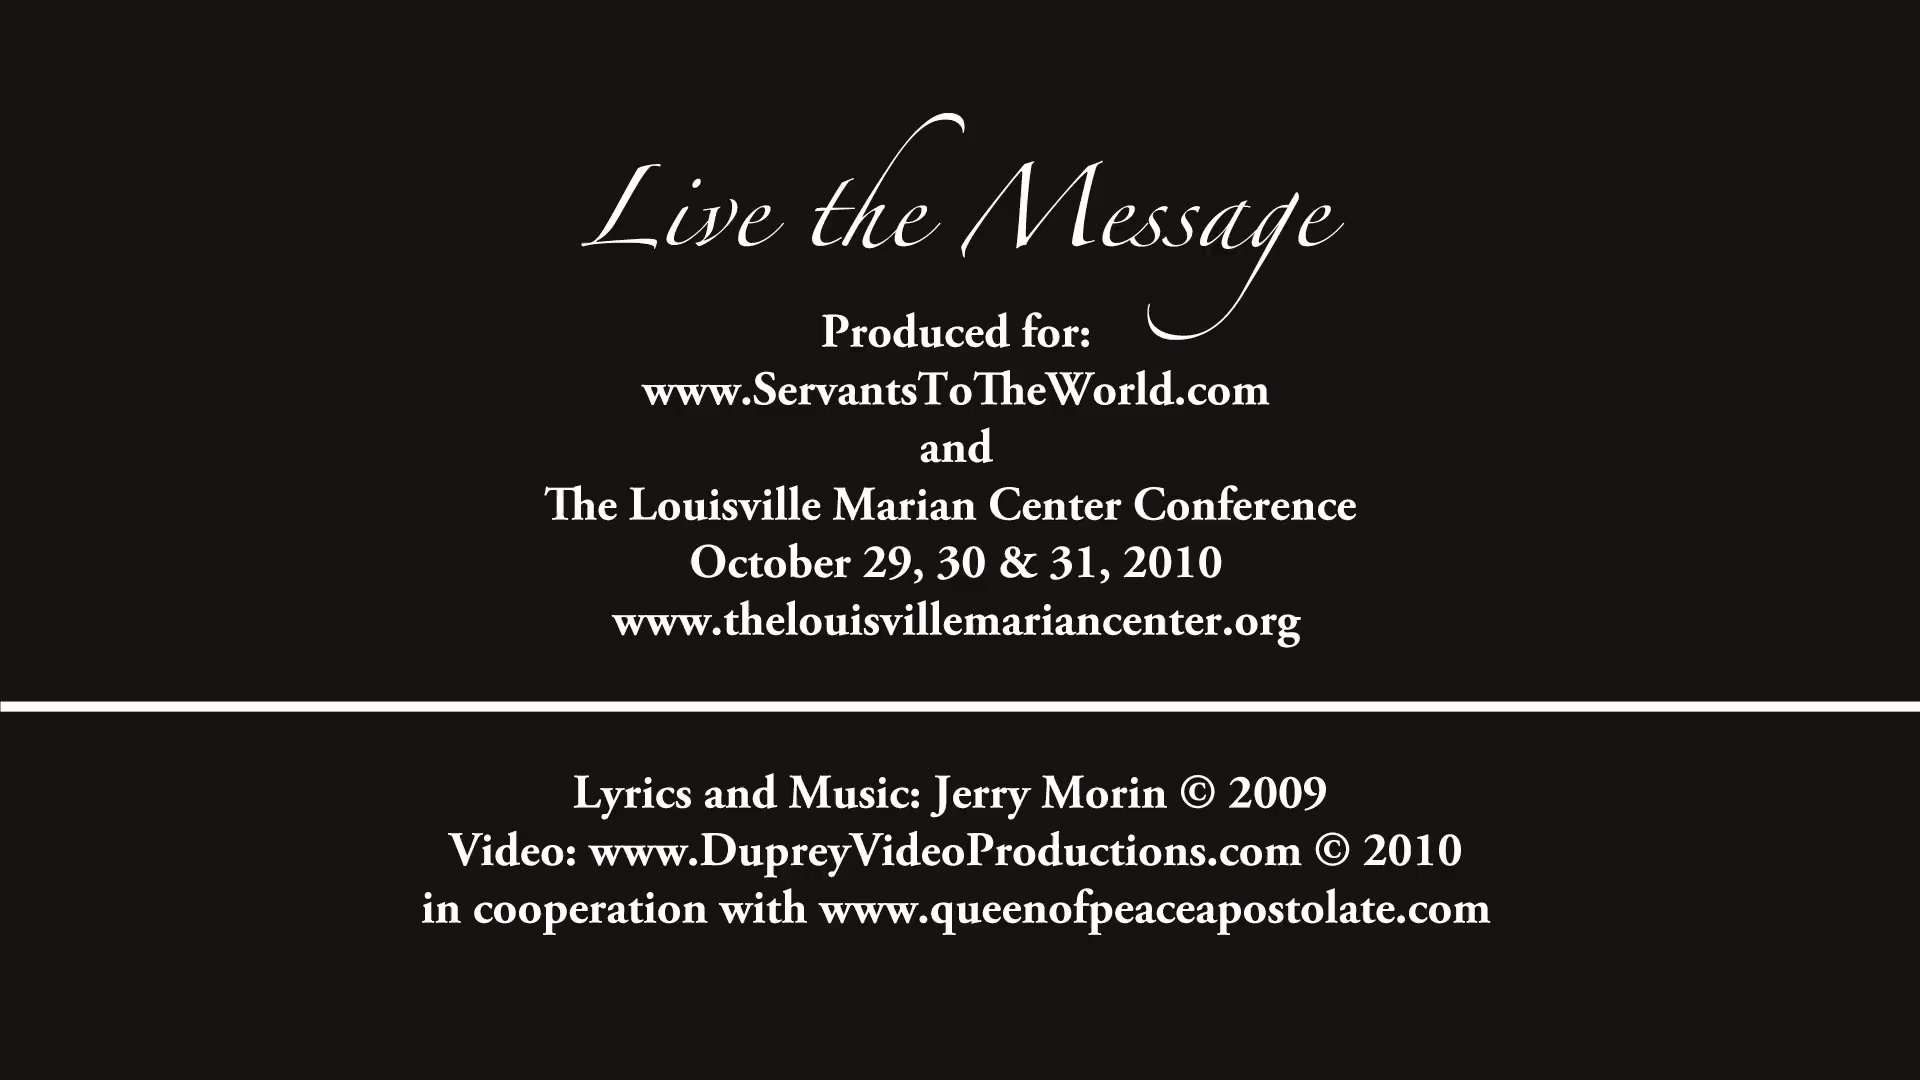 Live the Message
Produced for:
www.ServantsToTheWorld.com
and
The Louisville Marian Center Conference
October 29, 30 & 31, 2010
www.thelouisvillemariancenter.org
Lyrics and Music: Jerry Morin © 2009
Video: www.DupreyVideoProductions.com © 2010
in cooperation with www.queenofpeaceapostolate.com